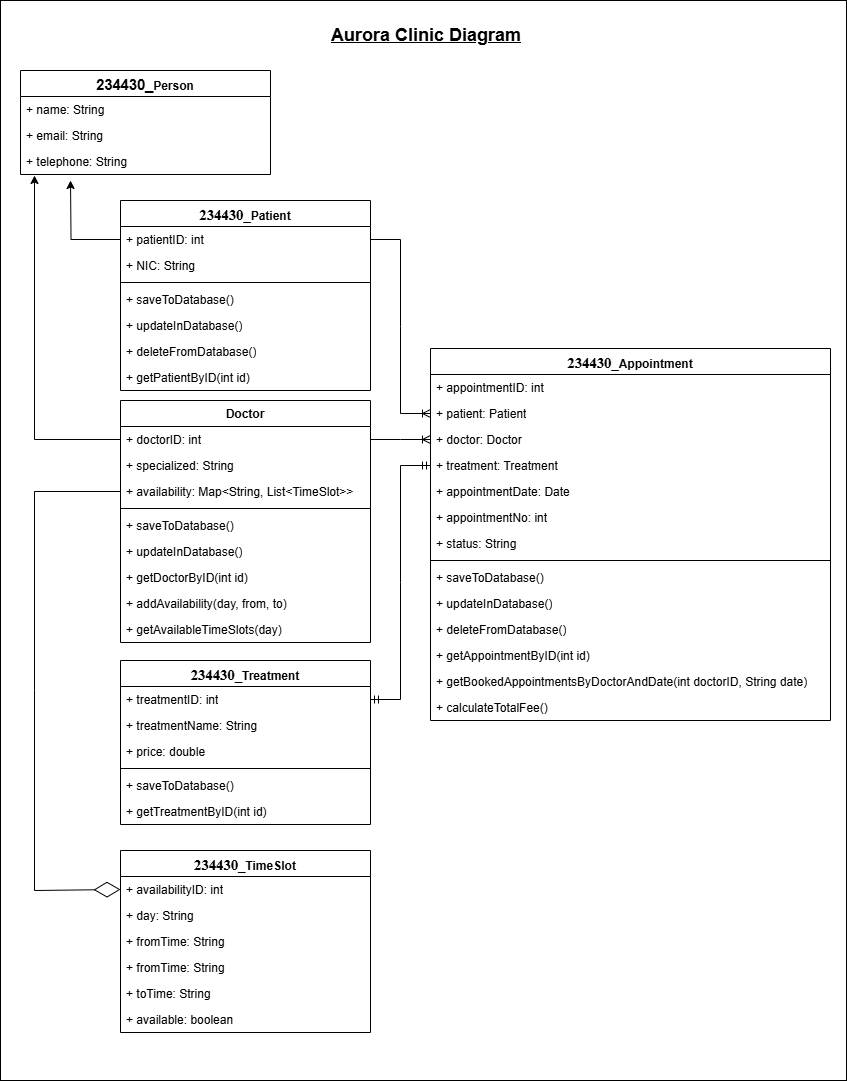 Aurora Clinic Diagram
234430_Person
+ name: String
+ email: String
+ telephone: String
234430_Patient
+ patientID: int
+ NIC: String
+ saveToDatabase()
+ updateInDatabase()
+ deleteFromDatabase()
+ getPatientByID(int id)
Doctor
+ doctorID: int
+ specialized: String
+ availability: Map<String, List<TimeSlot>>
+ saveToDatabase()
+ updateInDatabase()
+ getDoctorByID(int id)
+ addAvailability(day, from, to)
+ getAvailableTimeSlots(day)
234430_Appointment
+ appointmentID: int
+ patient: Patient
+ doctor: Doctor
+ treatment: Treatment
+ appointmentDate: Date
+ appointmentNo: int
+ status: String
+ saveToDatabase()
+ updateInDatabase()
+ deleteFromDatabase()
+ getAppointmentByID(int id)
+ getBookedAppointmentsByDoctorAndDate(int doctorID, String date)
+ calculateTotalFee()
234430_Treatment
+ treatmentID: int
+ treatmentName: String
+ price: double
+ saveToDatabase()
+ getTreatmentByID(int id)
234430_TimeSlot
+ availabilityID: int
+ day: String
+ fromTime: String
+ fromTime: String
+ toTime: String
+ available: boolean